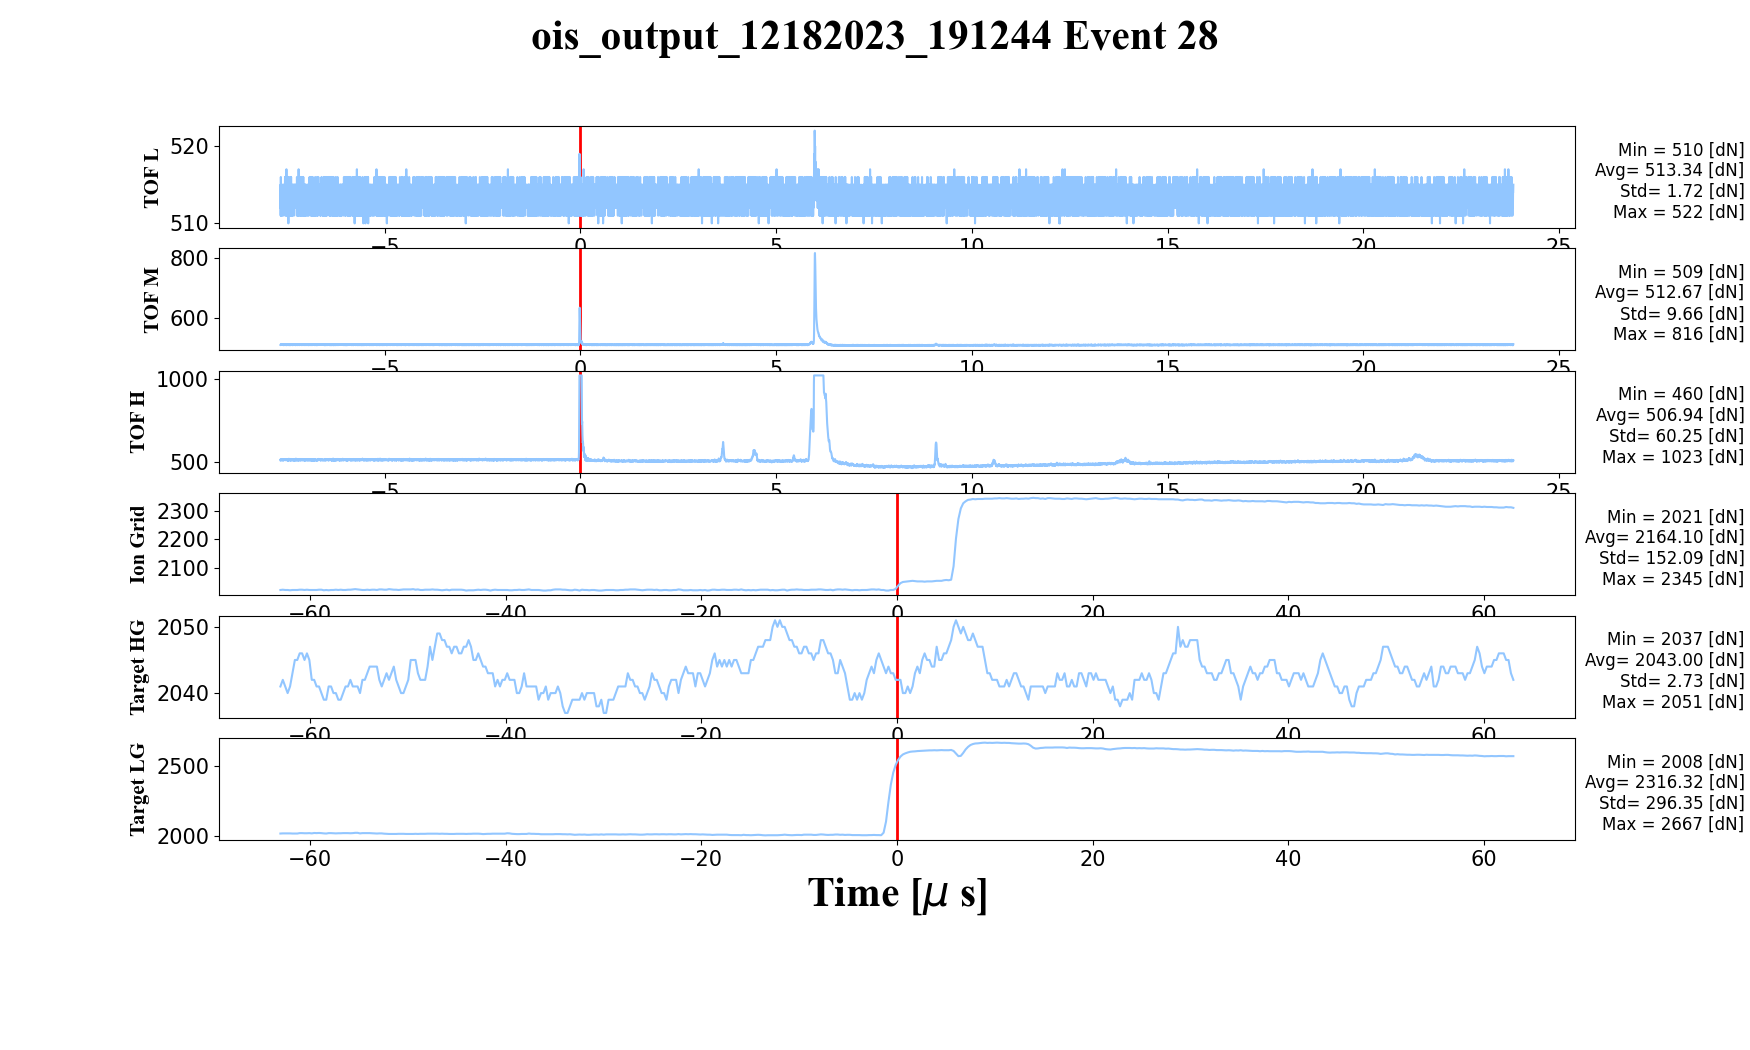 ois_output_12182023_191244 Event 28
TOF L
520
510
−5
0
5
10
15
20
25
Min = 510 [dN]
Avg= 513.34 [dN]
Std= 1.72 [dN]
Max = 522 [dN]
TOF M
800
600
−5
0
5
10
15
20
25
Min = 509 [dN]
Avg= 512.67 [dN]
Std= 9.66 [dN]
Max = 816 [dN]
TOF H
1000
500
−5
0
5
10
15
20
25
Min = 460 [dN]
Avg= 506.94 [dN]
Std= 60.25 [dN]
Max = 1023 [dN]
Ion Grid
2300
2200
2100
−60
−40
−20
0
20
40
60
Min = 2021 [dN]
Avg= 2164.10 [dN]
Std= 152.09 [dN]
Max = 2345 [dN]
Target HG
2050
2040
−60
−40
−20
0
20
40
60
Min = 2037 [dN]
Avg= 2043.00 [dN]
Std= 2.73 [dN]
Max = 2051 [dN]
Target LG
2500
2000
−60
−40
−20
0
20
40
60
Min = 2008 [dN]
Avg= 2316.32 [dN]
Std= 296.35 [dN]
Max = 2667 [dN]
Time [μ s]